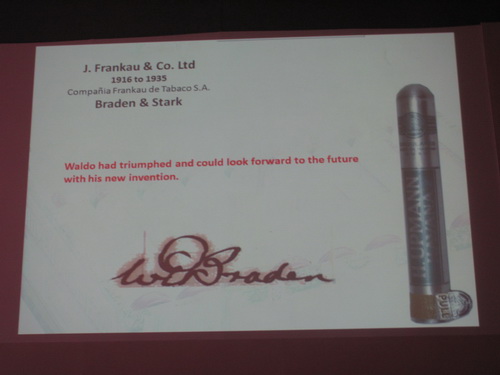 J. Frankau & Co. Ltd
1916 to 1935
Compañia Frankau de Tabaco S.A.
Braden & Stark
Waldo had triumphed and could look forward to the future
with his new invention.
Braden
PULL